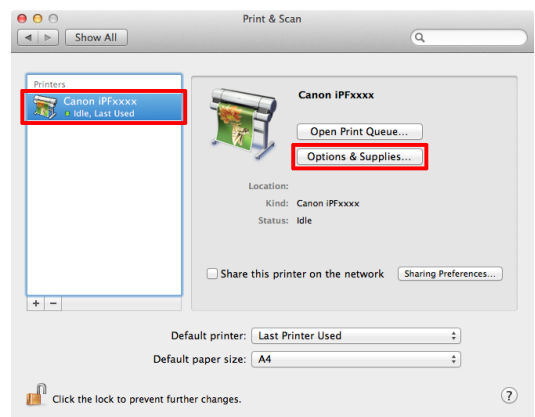 Print & Scan
Show All
Printers
Canon iPFxxxx
Idle, Last Used
Canon iPFxxxx
Open Print Queue...
Options & Supplies...
Location:
Kind: Canon iPFxxxx
Status: Idle
Share this printer on the network Sharing Preferences...
+ −
Default printer: Last Printer Used
Default paper size: A4
Click the lock to prevent further changes.
?